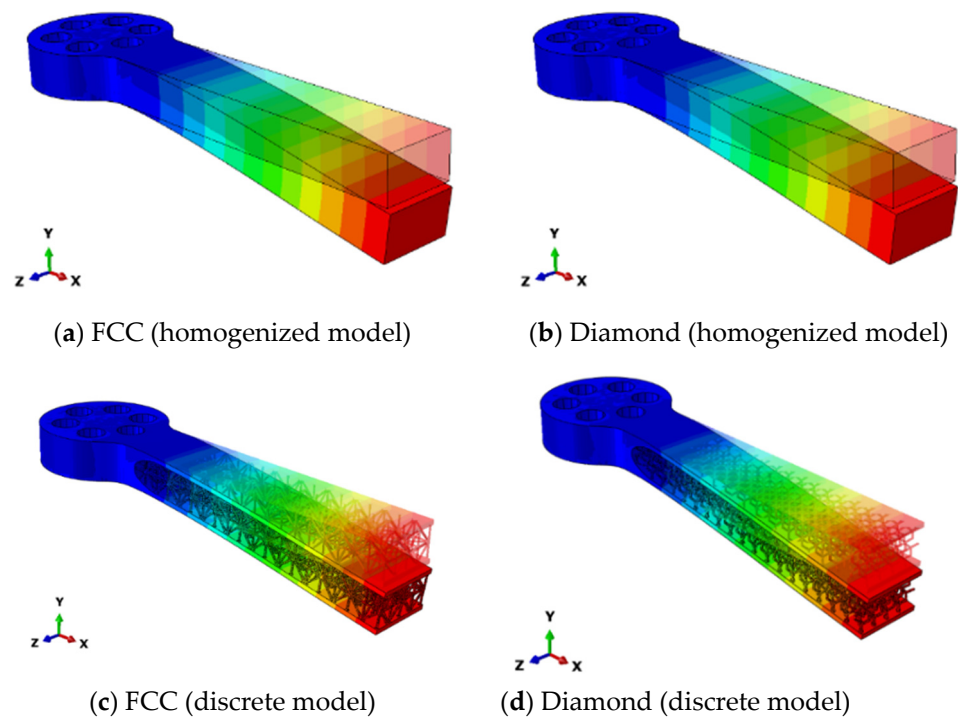 Y
Z X
Y
Z X
(a) FCC (homogenized model)
(b) Diamond (homogenized model)
Y
Z X
Y
Z X
(c) FCC (discrete model)
(d) Diamond (discrete model)